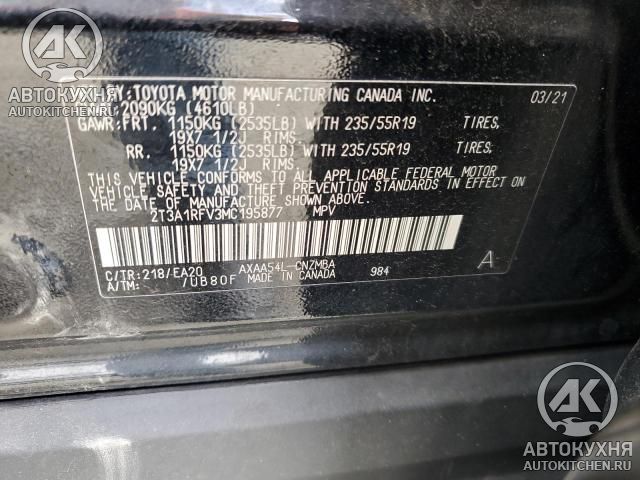 AK
АВТОКУХНЯ
AUTOKITCHEN.RU
BY: TOYOTA MOTOR MANUFACTURING CANADA INC. 03/21
2090KG (4610LB)
GAWR: FRT. 1150KG (2535LB) WITH 235/55R19 TIRES,
19X7 1/2J RIMS.
RR. 1150KG (2535LB) WITH 235/55R19 TIRES,
19X7 1/2J RIMS.
THIS VEHICLE CONFORMS TO ALL APPLICABLE FEDERAL MOTOR
VEHICLE SAFETY AND THEFT PREVENTION STANDARDS IN EFFECT
ON THE DATE OF MANUFACTURE SHOWN ABOVE.
2T3A1RFV3MC195877 MPV
C/TR: 218/EA20 AXAA54L-CNZMBA
A/TM: /UB80F MADE IN CANADA 984 A
AK
АВТОКУХНЯ
AUTOKITCHEN.RU